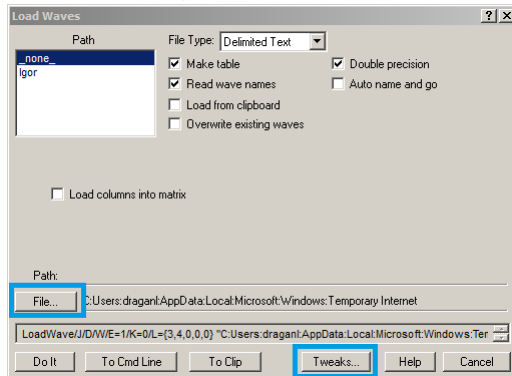 Load Waves
Path
File Type: Delimited Text
_none_
Igor
Make table
Double precision
Read wave names
Auto name and go
Load from clipboard
Overwrite existing waves
Load columns into matrix
Path:
File... C:Users:draganl:AppData:Local:Microsoft:Windows:Temporary Internet
LoadWave/J/D/W/E=1/K=0/L={3,4,0,0,0} "C:Users:draganl:AppData:Local:Microsoft:Windows:Ter
Do It To Cmd Line To Clip Tweaks... Help Cancel